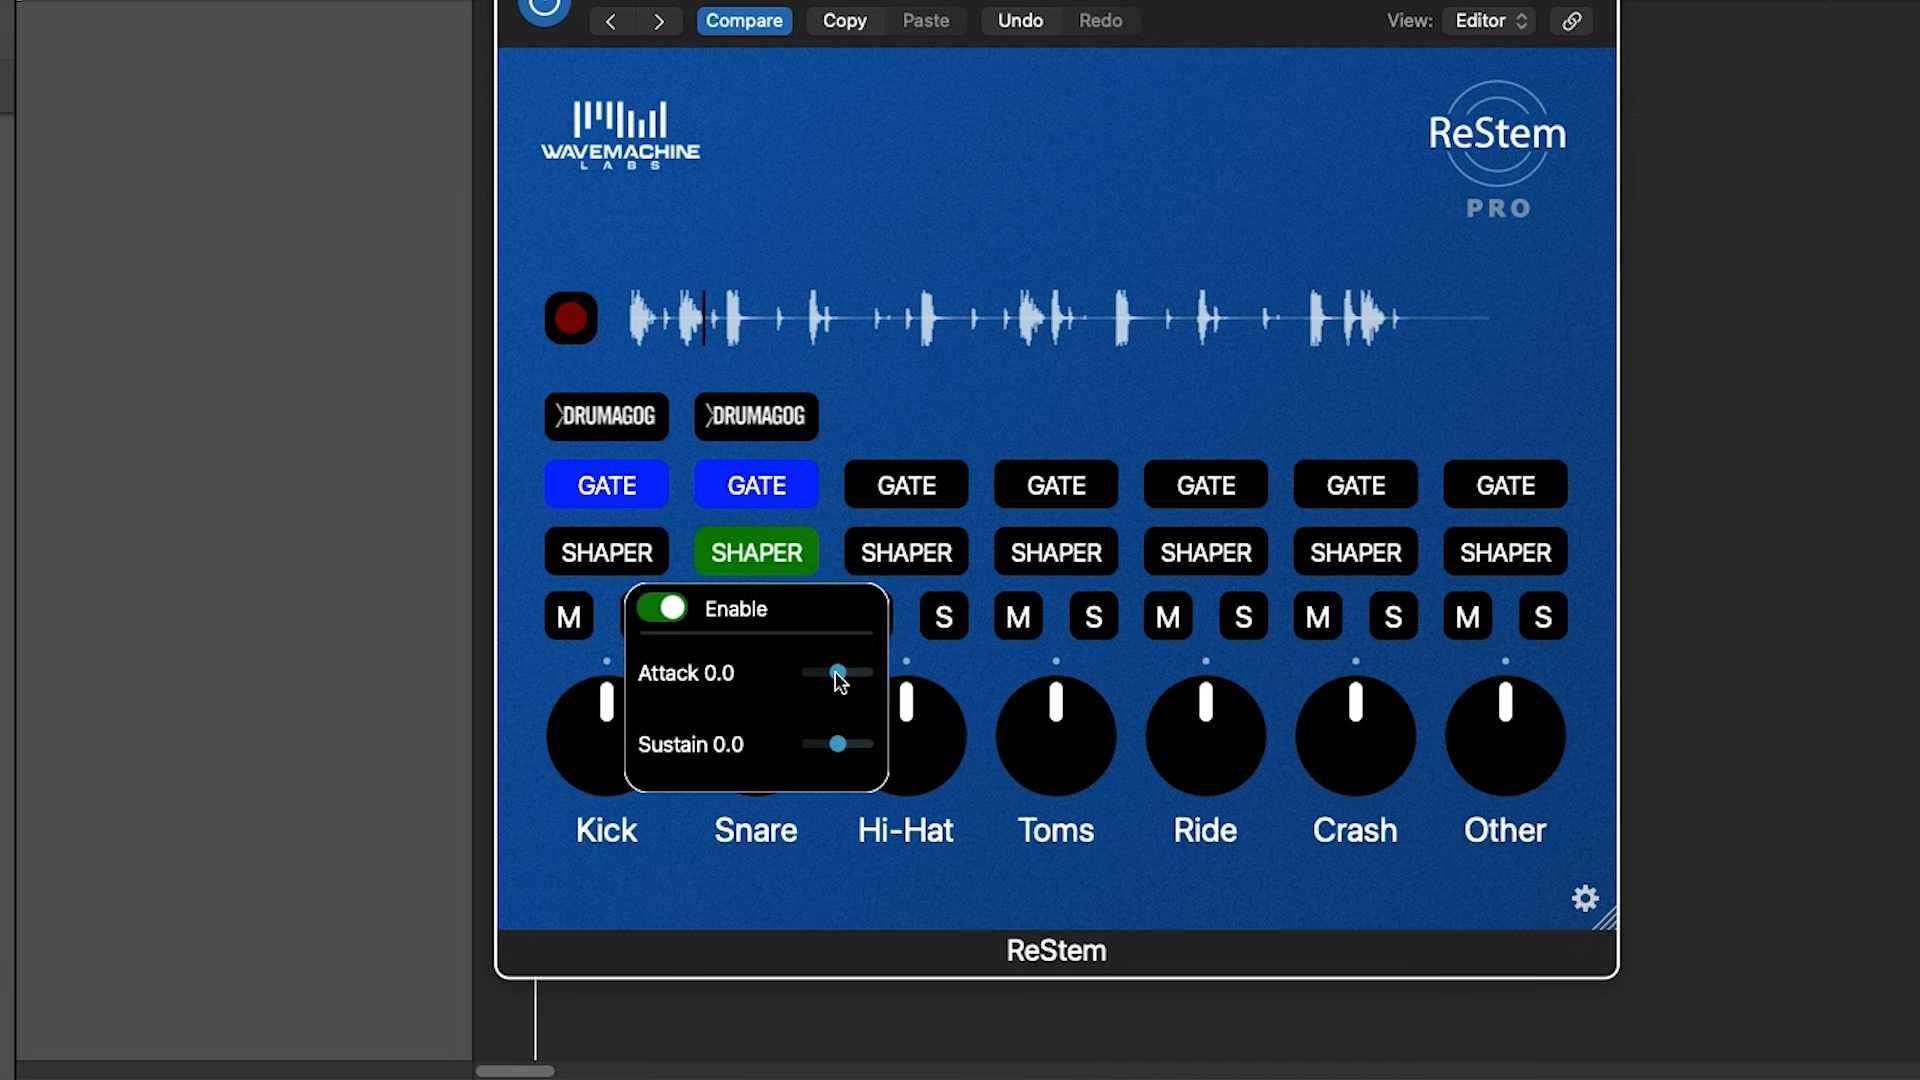 Compare Copy Paste Undo Redo View: Editor
WAVEMACHINE
LABS
ReStem
PRO
DRUMAGOG DRUMAGOG
GATE GATE GATE GATE GATE GATE GATE
SHAPER SHAPER SHAPER SHAPER SHAPER SHAPER SHAPER
M S M S M S M S M S
Enable
Attack 0.0
Sustain 0.0
Kick Snare Hi-Hat Toms Ride Crash Other
ReStem